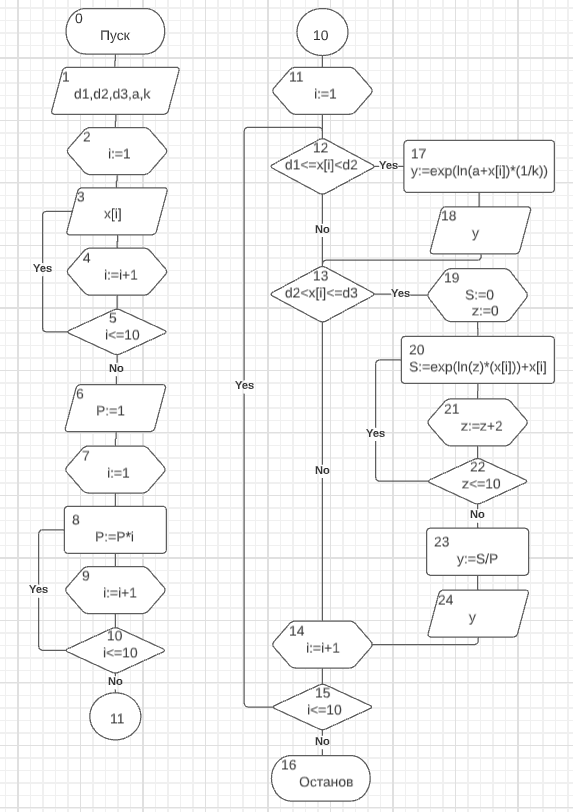 0
Пуск
1
d1,d2,d3,a,k
2
i:=1
3
x[i]
Yes
4
i:=i+1
5
i<=10
No
6
P:=1
7
i:=1
8
P:=P*i
Yes
9
i:=i+1
10
i<=10
No
11
10
11
i:=1
12
d1<=x[i]<d2
Yes
17
y:=exp(ln(a+x[i])*(1/k))
18
y
No
13
d2<x[i]<=d3
Yes
19
S:=0
z:=0
20
S:=exp(ln(z)*(x[i]))+x[i]
Yes
21
z:=z+2
Yes
22
z<=10
No
No
23
y:=S/P
24
y
14
i:=i+1
15
i<=10
No
16
Останов